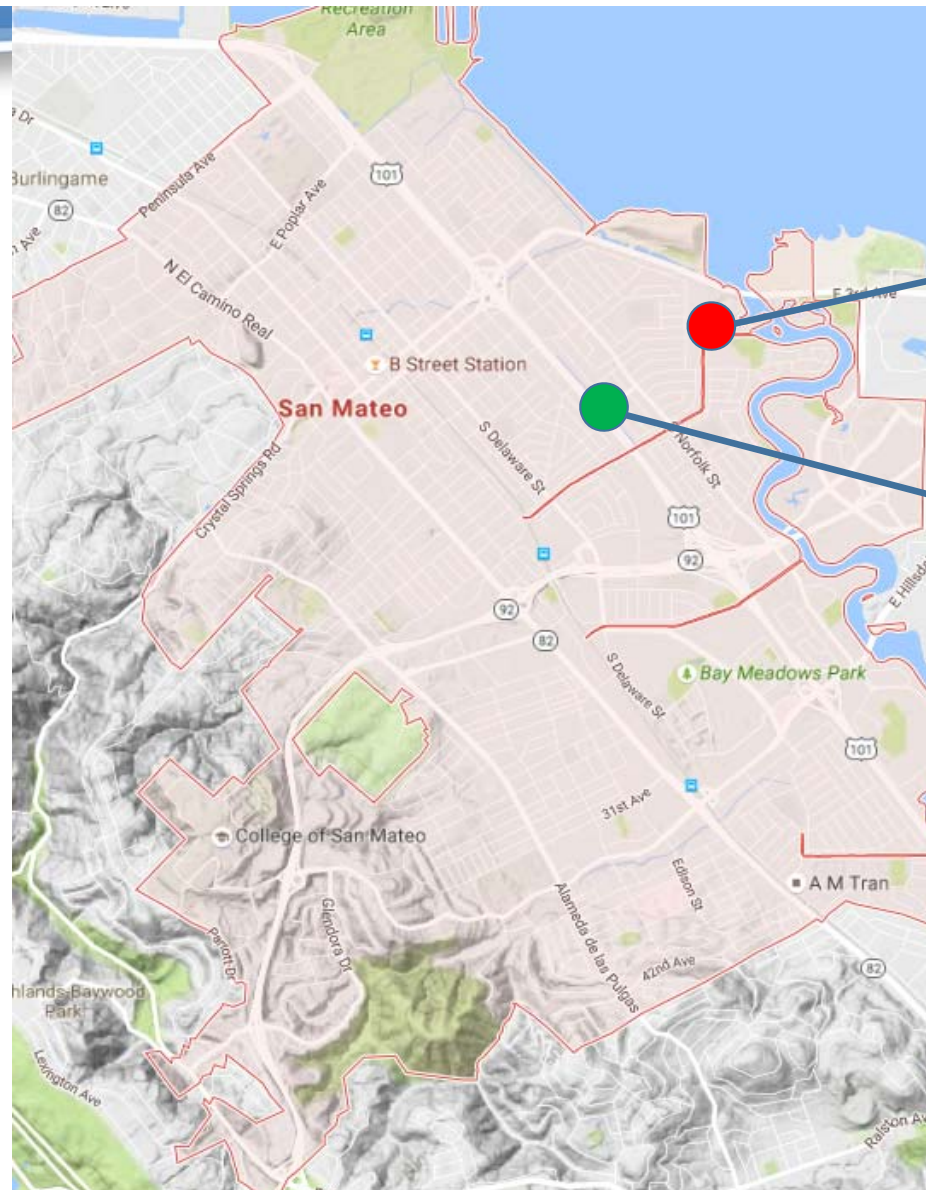 Recreation
Area
Burlingame
82
Peninsula Ave
E Poplar Ave
101
N El Camino Real
E 3rd Ave
B Street Station
San Mateo
S Delaware St
S Norfolk St
Crystal Springs Rd
101
92
92
82
E Hillsda
S Delaware St
Bay Meadows Park
101
31st Ave
College of San Mateo
Edison St
A M Tran
Glendora Dr
Alameda de las Pulgas
Parrott Dr
42nd Ave
82
hlands-Baywood
Park
Lexington Ave
Ralston Av